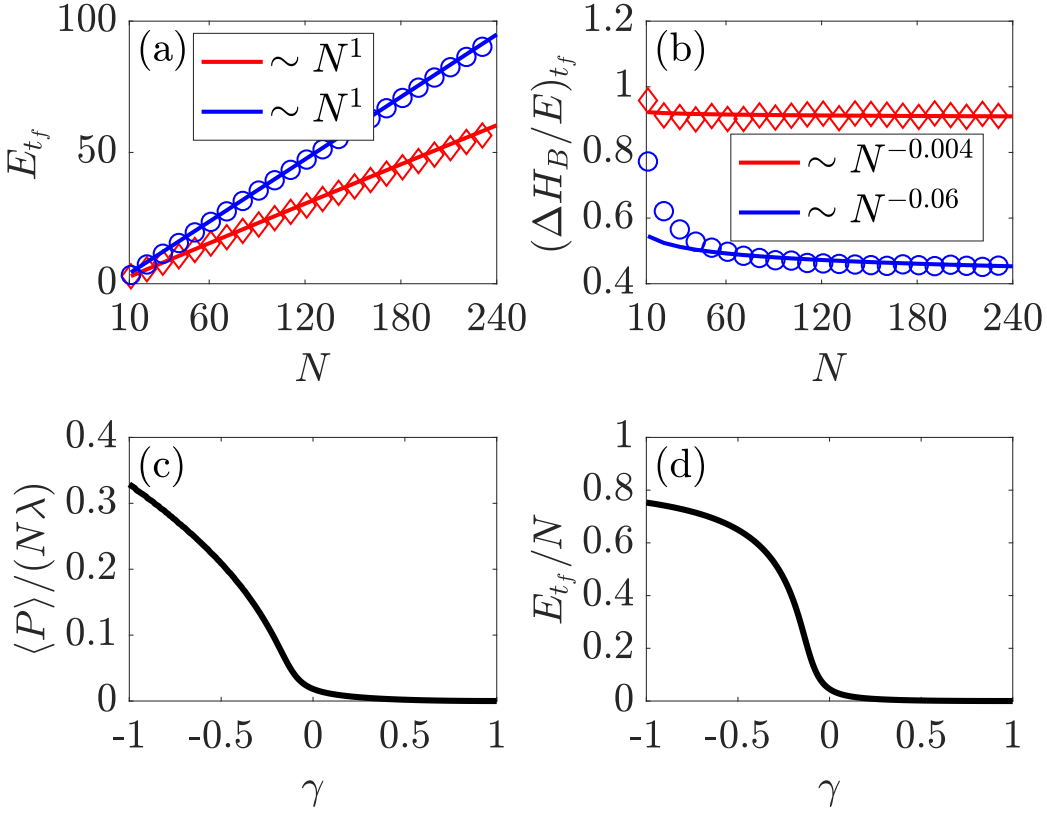 (a)
∼ N^1
∼ N^1
E_{t_f}
100
50
0
10 60 120 180 240
N
(b)
∼ N^{-0.004}
∼ N^{-0.06}
(ΔH_B/E)_{t_f}
1.2
1
0.8
0.6
0.4
10 60 120 180 240
N
(c)
⟨P⟩/(Nλ)
0.4
0.3
0.2
0.1
0
-1 -0.5 0 0.5 1
γ
(d)
E_{t_f}/N
1
0.8
0.6
0.4
0.2
0
-1 -0.5 0 0.5 1
γ